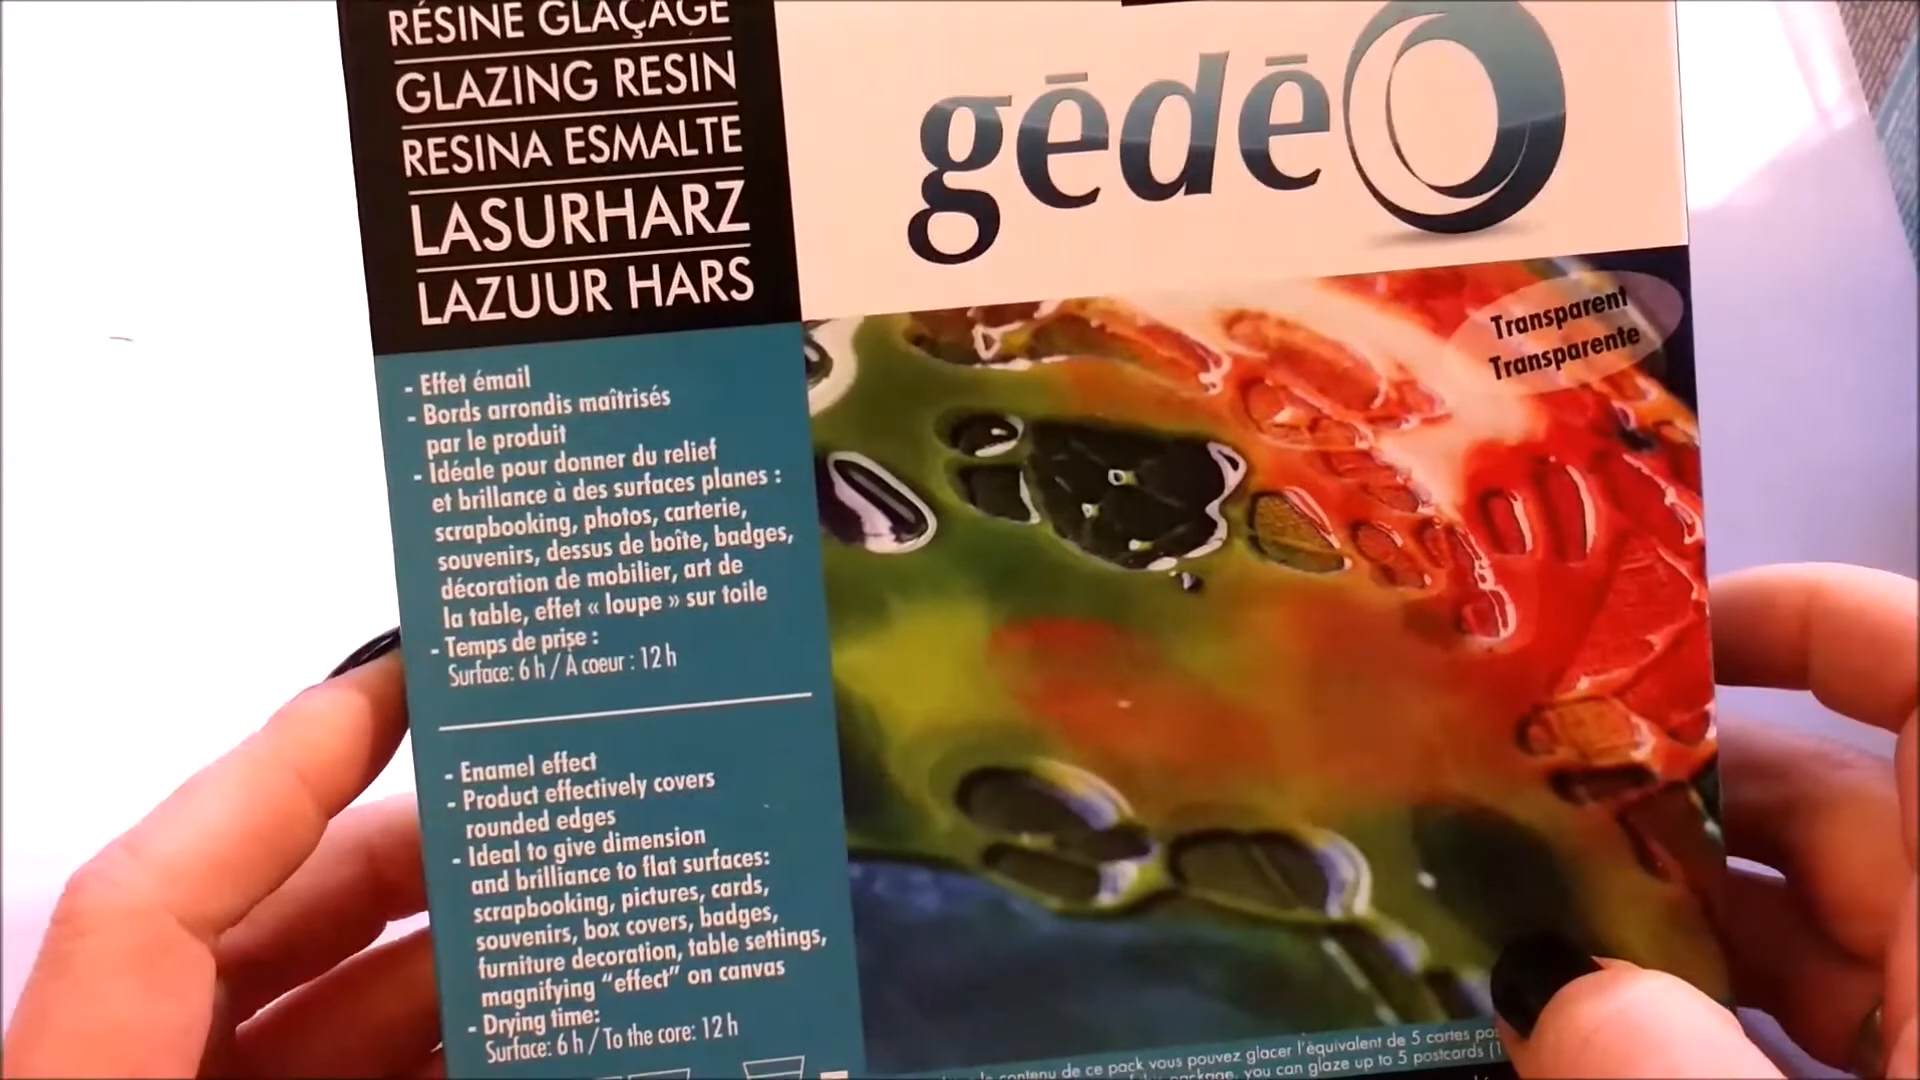 RÉSINE GLAÇAGE
GLAZING RESIN
RESINA ESMALTE
LASURHARZ
LAZUUR HARS
gēdēO
Transparent
Transparente
- Effet émail
- Bords arrondis maîtrisés
par le produit
- Idéale pour donner du relief
et brillance à des surfaces planes :
scrapbooking, photos, carterie,
souvenirs, dessus de boîte, badges,
décoration de mobilier, art de
la table, effet « loupe » sur toile
- Temps de prise :
Surface: 6 h / À coeur : 12 h
- Enamel effect
- Product effectively covers
rounded edges
- Ideal to give dimension
and brilliance to flat surfaces:
scrapbooking, pictures, cards,
souvenirs, box covers, badges,
furniture decoration, table settings,
magnifying “effect” on canvas
- Drying time:
Surface: 6 h / To the core: 12 h
contenu de ce pack vous pouvez glacer l'équivalent de 5 cartes
package, you can glaze up to 5 postcards